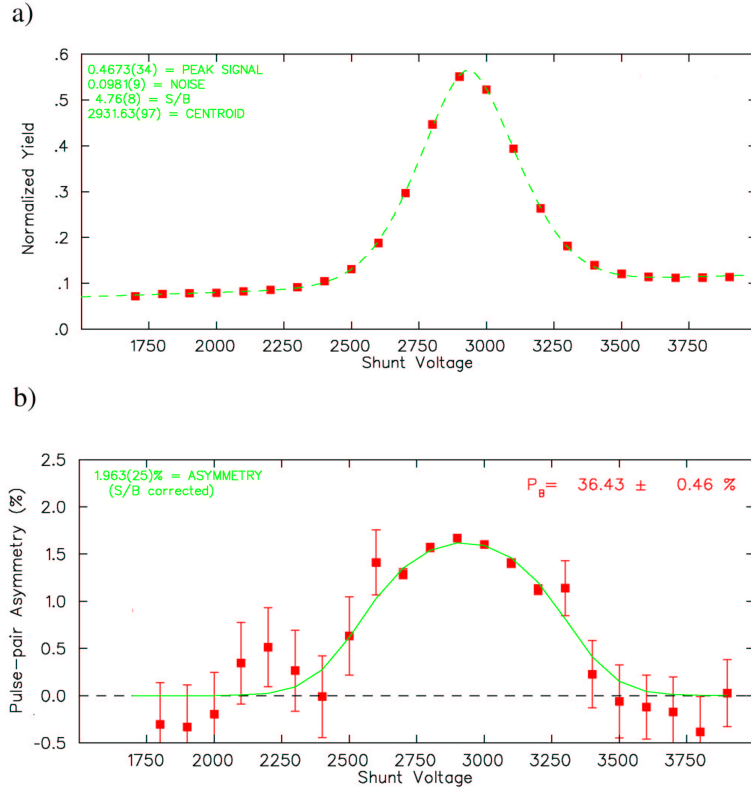 a)
.6
0.4673(34) = PEAK SIGNAL
0.0981(9) = NOISE
4.76(8) = S/B
2931.63(97) = CENTROID
.5
.4
.3
.2
.1
.0
Normalized Yield
1750 2000 2250 2500 2750 3000 3250 3500 3750
Shunt Voltage
b)
2.5
1.963(25)% = ASYMMETRY
(S/B corrected)
P_B= 36.43 ± 0.46 %
2.0
1.5
1.0
0.5
0.0
-0.5
Pulse-pair Asymmetry (%)
1750 2000 2250 2500 2750 3000 3250 3500 3750
Shunt Voltage